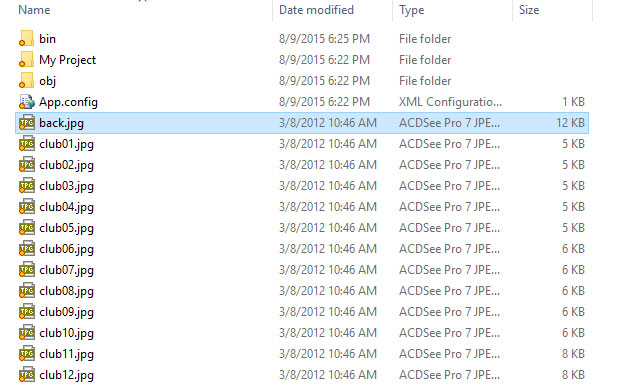 Name Date modified Type Size
bin 8/9/2015 6:25 PM File folder
My Project 8/9/2015 6:22 PM File folder
obj 8/9/2015 6:22 PM File folder
App.config 8/9/2015 6:22 PM XML Configuratio... 1 KB
back.jpg 3/8/2012 10:46 AM ACDSee Pro 7 JPE... 12 KB
club01.jpg 3/8/2012 10:46 AM ACDSee Pro 7 JPE... 5 KB
club02.jpg 3/8/2012 10:46 AM ACDSee Pro 7 JPE... 5 KB
club03.jpg 3/8/2012 10:46 AM ACDSee Pro 7 JPE... 5 KB
club04.jpg 3/8/2012 10:46 AM ACDSee Pro 7 JPE... 5 KB
club05.jpg 3/8/2012 10:46 AM ACDSee Pro 7 JPE... 5 KB
club06.jpg 3/8/2012 10:46 AM ACDSee Pro 7 JPE... 6 KB
club07.jpg 3/8/2012 10:46 AM ACDSee Pro 7 JPE... 6 KB
club08.jpg 3/8/2012 10:46 AM ACDSee Pro 7 JPE... 6 KB
club09.jpg 3/8/2012 10:46 AM ACDSee Pro 7 JPE... 6 KB
club10.jpg 3/8/2012 10:46 AM ACDSee Pro 7 JPE... 6 KB
club11.jpg 3/8/2012 10:46 AM ACDSee Pro 7 JPE... 8 KB
club12.jpg 3/8/2012 10:46 AM ACDSee Pro 7 JPE... 8 KB